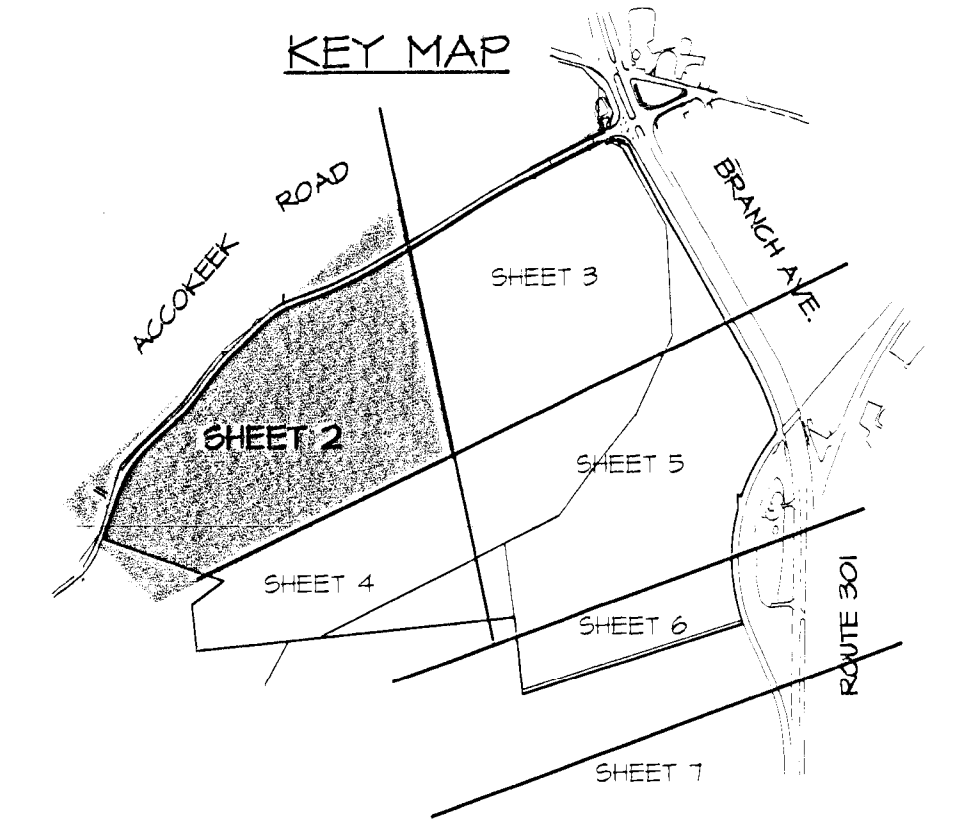 KEY MAP
ACCOKEEK ROAD
BRANCH AVE.
SHEET 3
SHEET 2
SHEET 5
SHEET 4
SHEET 6
ROUTE 301
SHEET 7